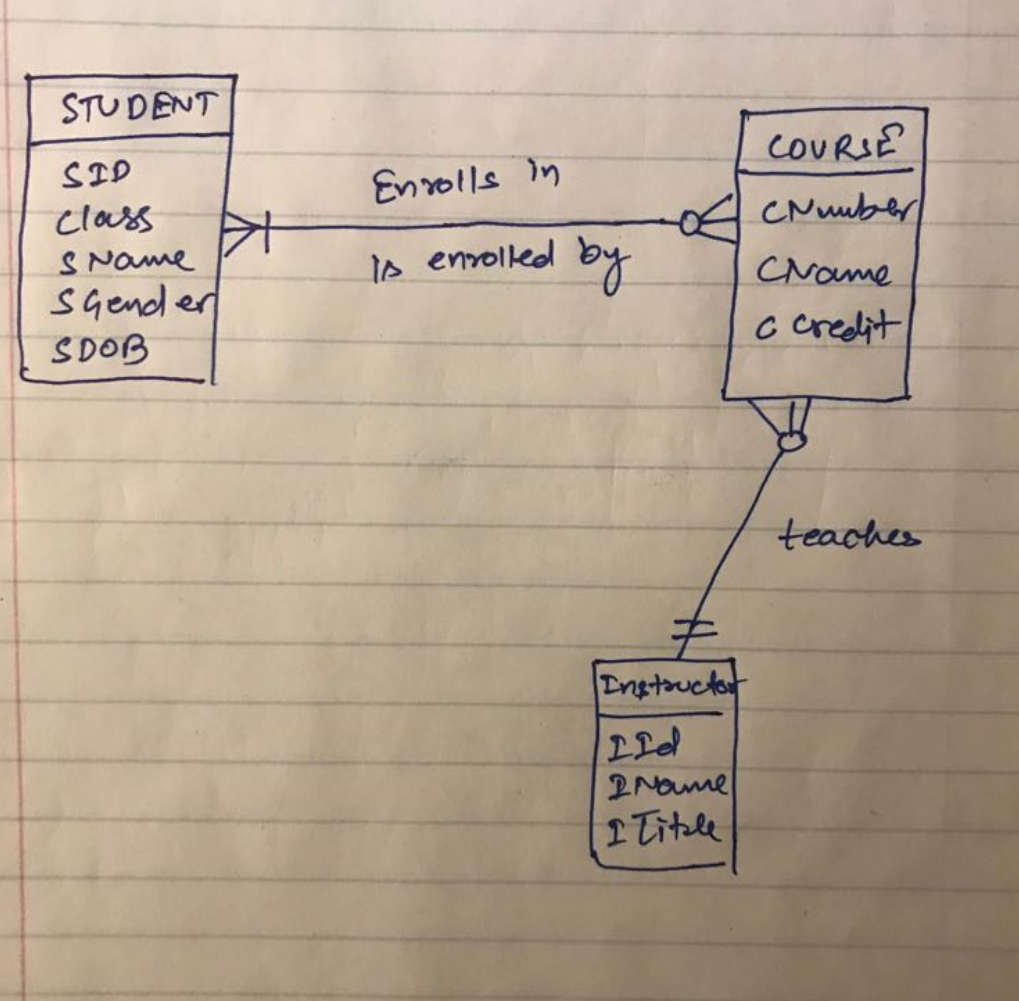 STUDENT
SID
Class
SName
SGender
SDOB
Enrolls in
is enrolled by
COURSE
CNumber
CName
C Credit
teaches
Instructor
IId
IName
ITitle